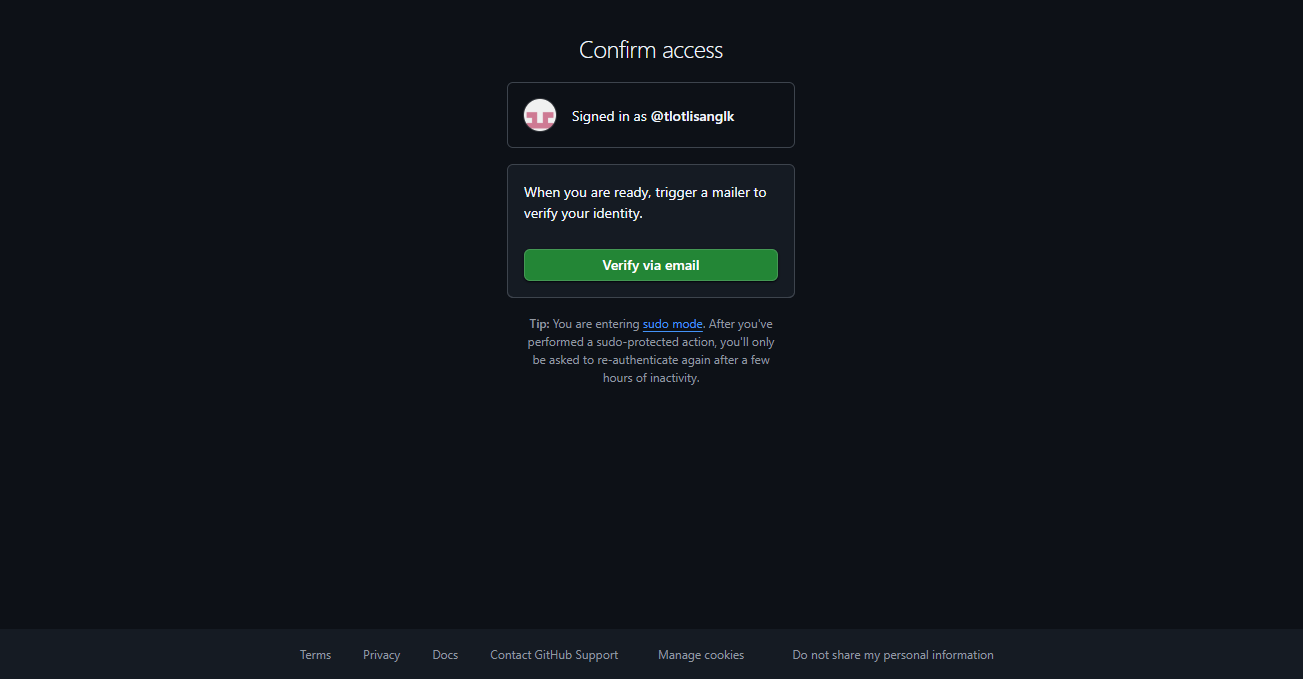 Confirm access
Signed in as @tlotlisanglk
When you are ready, trigger a mailer to
verify your identity.
Verify via email
Tip: You are entering sudo mode. After you've
performed a sudo-protected action, you'll only
be asked to re-authenticate again after a few
hours of inactivity.
Terms Privacy Docs Contact GitHub Support Manage cookies Do not share my personal information